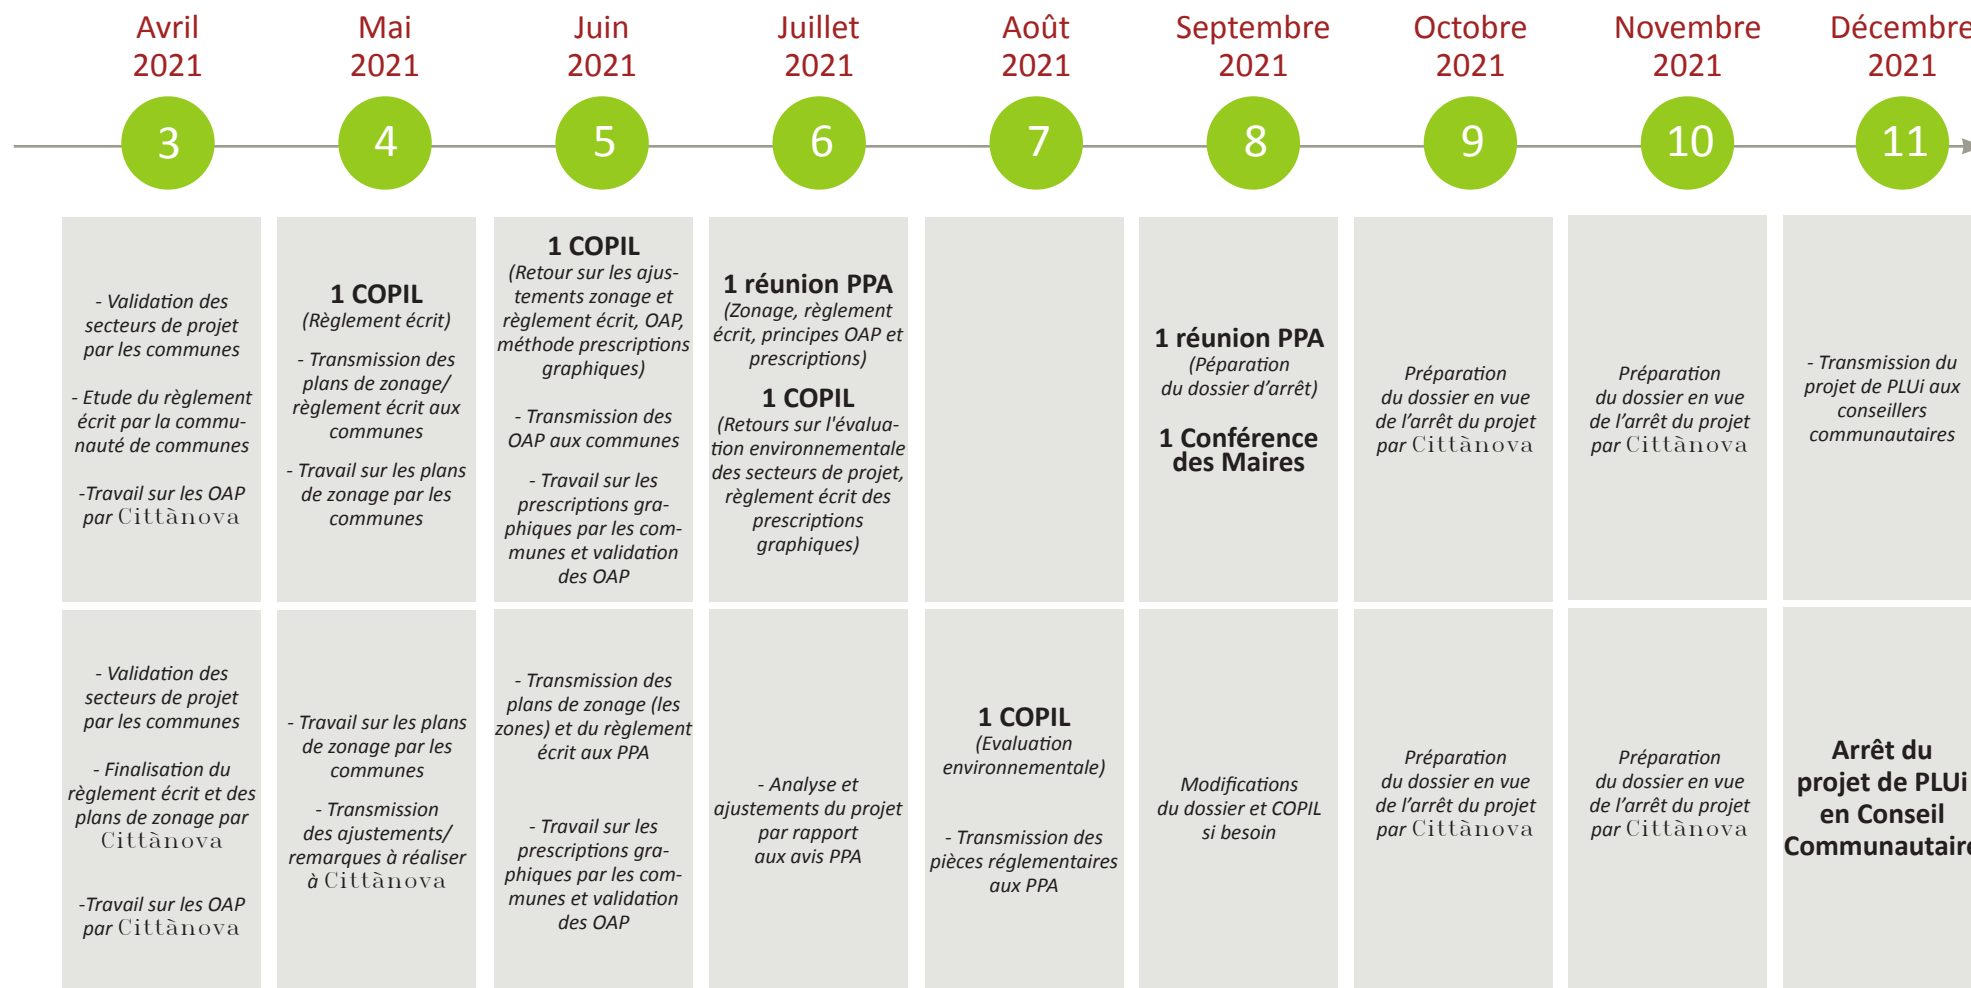 Avril
2021
Mai
2021
Juin
2021
Juillet
2021
Août
2021
Septembre
2021
Octobre
2021
Novembre
2021
Décembre
2021
3
4
5
6
7
8
9
10
11
- Validation des
secteurs de projet
par les communes
- Etude du règlement
écrit par la commu-
nauté de communes
-Travail sur les OAP
par Cittànova
1 COPIL
(Règlement écrit)
- Transmission des
plans de zonage/
règlement écrit aux
communes
- Travail sur les plans
de zonage par les
communes
1 COPIL
(Retour sur les ajus-
tements zonage et
règlement écrit, OAP,
méthode prescriptions
graphiques)
- Transmission des
OAP aux communes
- Travail sur les
prescriptions gra-
phiques par les com-
munes et validation
des OAP
1 réunion PPA
(Zonage, règlement
écrit, principes OAP et
prescriptions)
1 COPIL
(Retours sur l'évalua-
tion environnementale
des secteurs de projet,
règlement écrit des
prescriptions
graphiques)
1 réunion PPA
(Péparation
du dossier d'arrêt)
1 Conférence
des Maires
Préparation
du dossier en vue
de l'arrêt du projet
par Cittànova
Préparation
du dossier en vue
de l'arrêt du projet
par Cittànova
- Transmission du
projet de PLUi aux
conseillers
communautaires
- Validation des
secteurs de projet
par les communes
- Finalisation du
règlement écrit et des
plans de zonage par
Cittànova
-Travail sur les OAP
par Cittànova
- Travail sur les plans
de zonage par les
communes
- Transmission
des ajustements/
remarques à réaliser
à Cittànova
- Transmission des
plans de zonage (les
zones) et du règlement
écrit aux PPA
- Travail sur les
prescriptions gra-
phiques par les com-
munes et validation
des OAP
- Analyse et
ajustements du projet
par rapport
aux avis PPA
1 COPIL
(Evaluation
environnementale)
- Transmission des
pièces réglementaires
aux PPA
Modifications
du dossier et COPIL
si besoin
Préparation
du dossier en vue
de l'arrêt du projet
par Cittànova
Préparation
du dossier en vue
de l'arrêt du projet
par Cittànova
Arrêt du
projet de PLUi
en Conseil
Communautaire